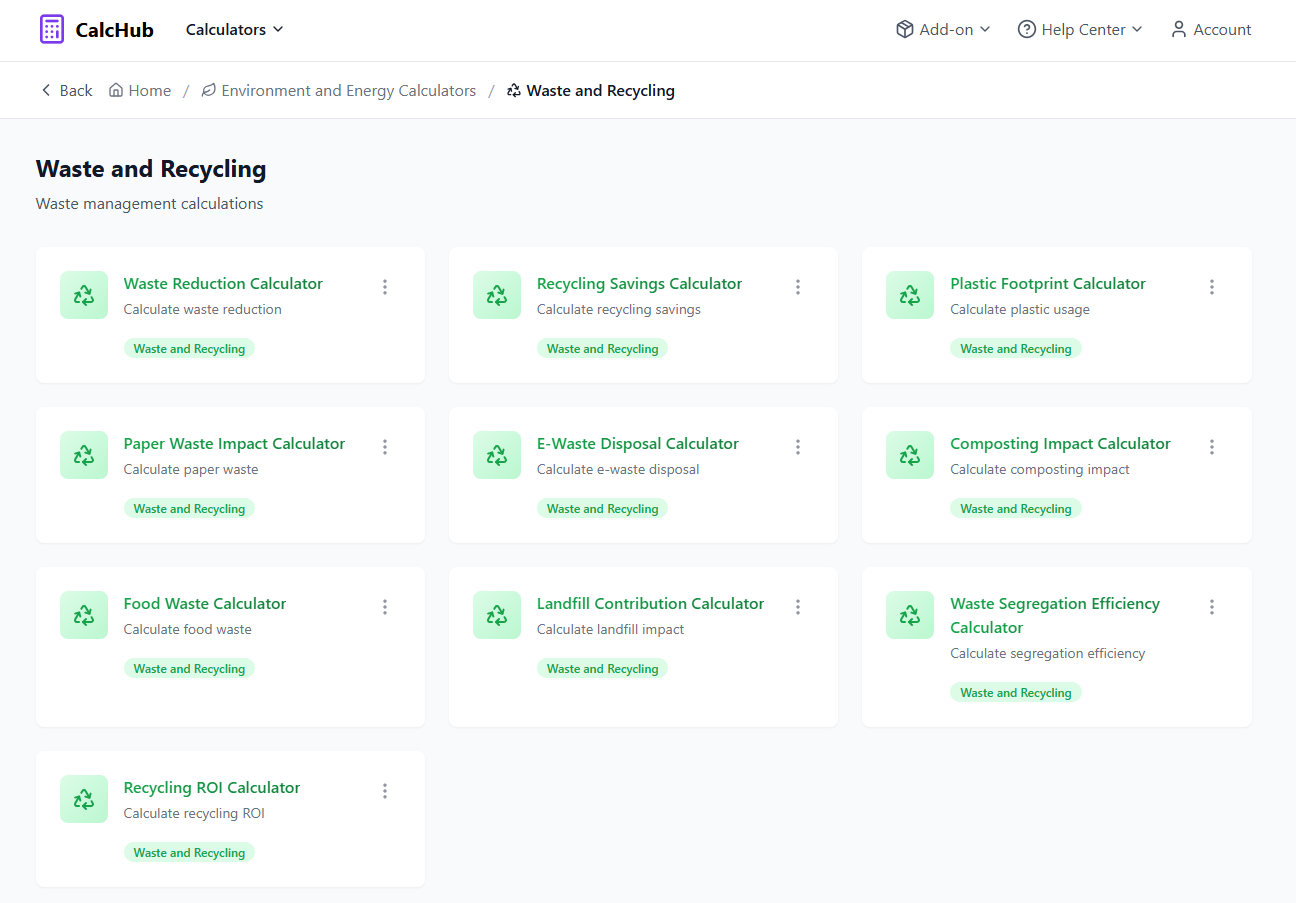 CalcHub
Calculators
Add-on
Help Center
Account
Back
Home
/
Environment and Energy Calculators
/
Waste and Recycling
Waste and Recycling
Waste management calculations
Waste Reduction Calculator
Calculate waste reduction
Waste and Recycling
Recycling Savings Calculator
Calculate recycling savings
Waste and Recycling
Plastic Footprint Calculator
Calculate plastic usage
Waste and Recycling
Paper Waste Impact Calculator
Calculate paper waste
Waste and Recycling
E-Waste Disposal Calculator
Calculate e-waste disposal
Waste and Recycling
Composting Impact Calculator
Calculate composting impact
Waste and Recycling
Food Waste Calculator
Calculate food waste
Waste and Recycling
Landfill Contribution Calculator
Calculate landfill impact
Waste and Recycling
Waste Segregation Efficiency
Calculator
Calculate segregation efficiency
Waste and Recycling
Recycling ROI Calculator
Calculate recycling ROI
Waste and Recycling